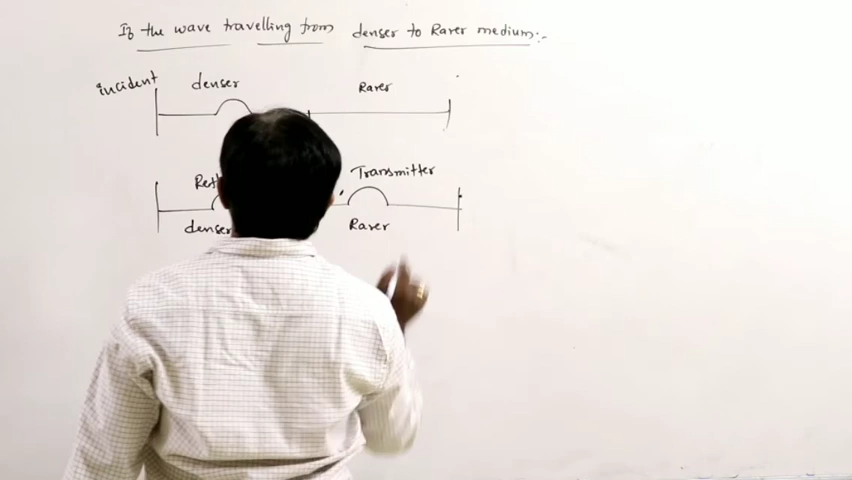 If the wave travelling from denser to Rarer medium:-
incident denser Rarer
Transmitter
denser Rarer